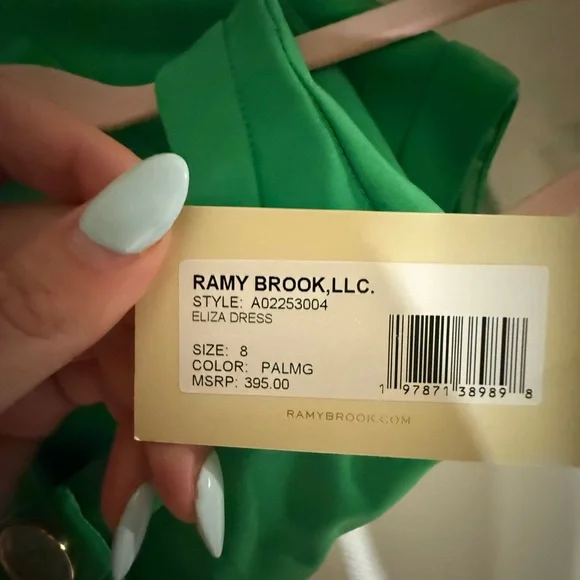 RAMY BROOK,LLC.
STYLE: A02253004
ELIZA DRESS
SIZE: 8
COLOR: PALMG
MSRP: 395.00
1 97871 38989 8
RAMYBROOK.COM